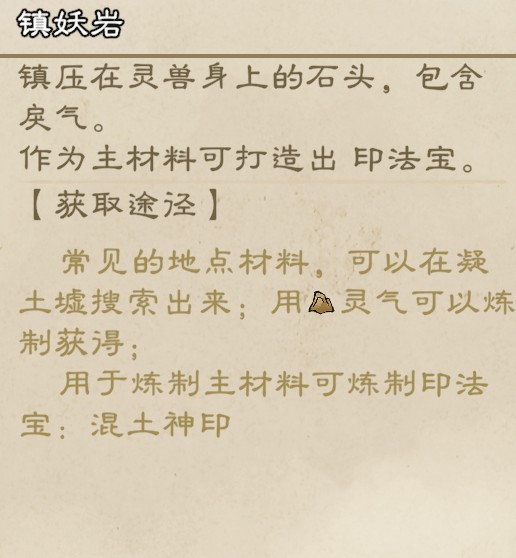 镇妖岩
镇压在灵兽身上的石头，包含
戾气。
作为主材料可打造出 印法宝。
【获取途径】
常见的地点材料，可以在凝
土墟搜索出来；用灵气可以炼
制获得；
用于炼制主材料可炼制印法
宝：混土神印